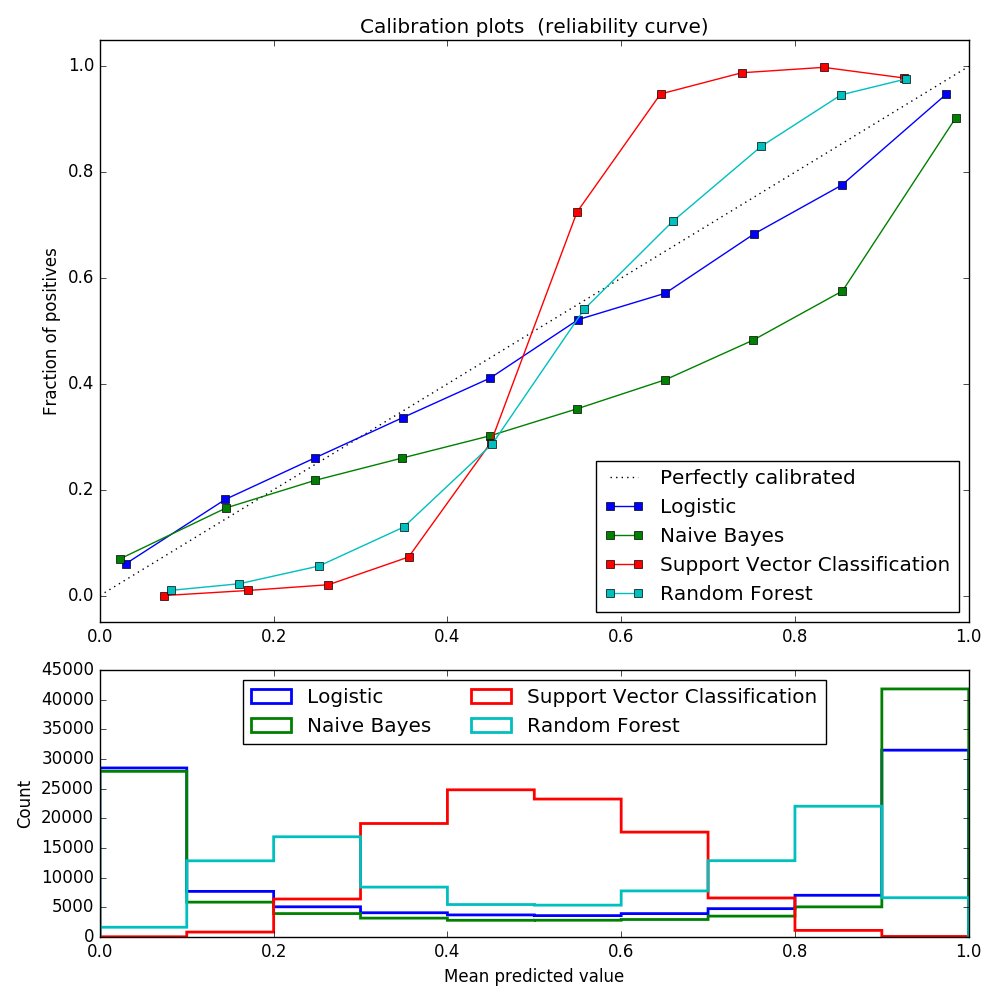 Calibration plots  (reliability curve)
1.0
0.8
0.6
0.4
0.2
0.0
Fraction of positives
Perfectly calibrated
Logistic
Naive Bayes
Support Vector Classification
Random Forest
0.0 0.2 0.4 0.6 0.8 1.0
45000
40000
35000
30000
25000
20000
15000
10000
5000
0
Count
Logistic Support Vector Classification
Naive Bayes Random Forest
0.0 0.2 0.4 0.6 0.8 1.0
Mean predicted value